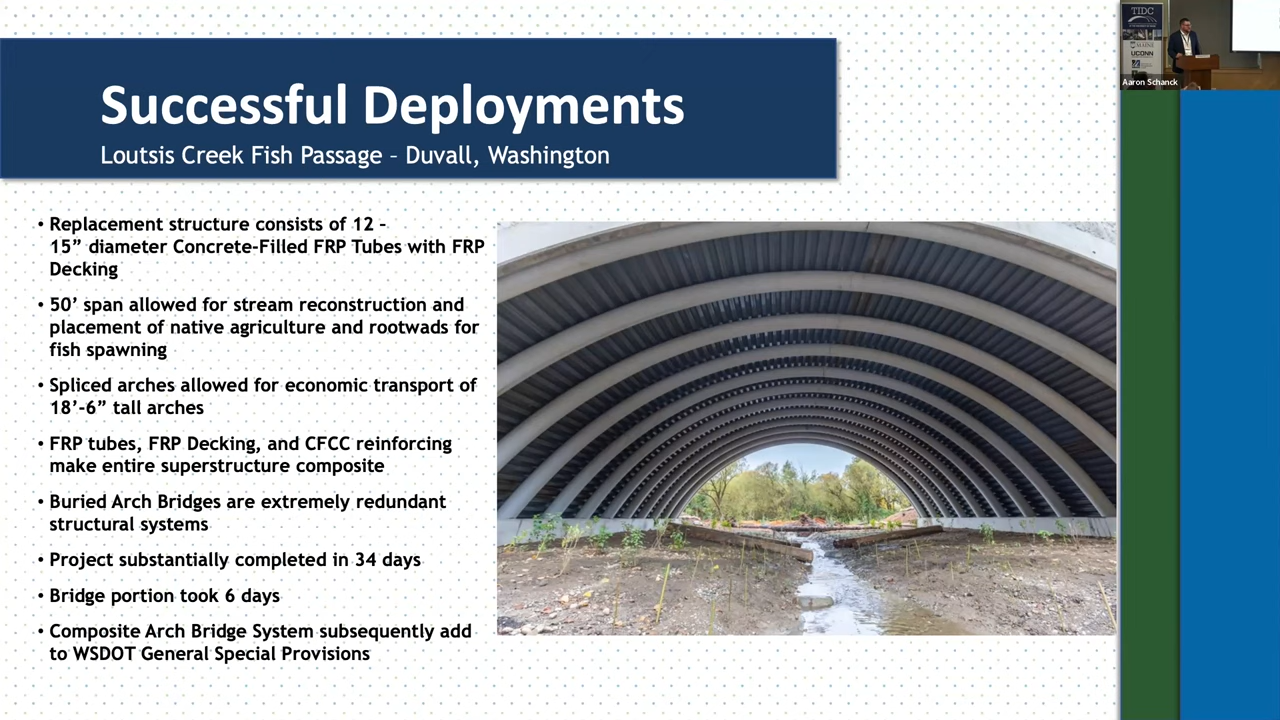 Successful Deployments
Loutsis Creek Fish Passage – Duvall, Washington
• Replacement structure consists of 12 –
15” diameter Concrete-Filled FRP Tubes with FRP
Decking
• 50’ span allowed for stream reconstruction and
placement of native agriculture and rootwads for
fish spawning
• Spliced arches allowed for economic transport of
18’-6” tall arches
• FRP tubes, FRP Decking, and CFCC reinforcing
make entire superstructure composite
• Buried Arch Bridges are extremely redundant
structural systems
• Project substantially completed in 34 days
• Bridge portion took 6 days
• Composite Arch Bridge System subsequently add
to WSDOT General Special Provisions
TIDC
MAINE
UCONN
Aaron Schanck